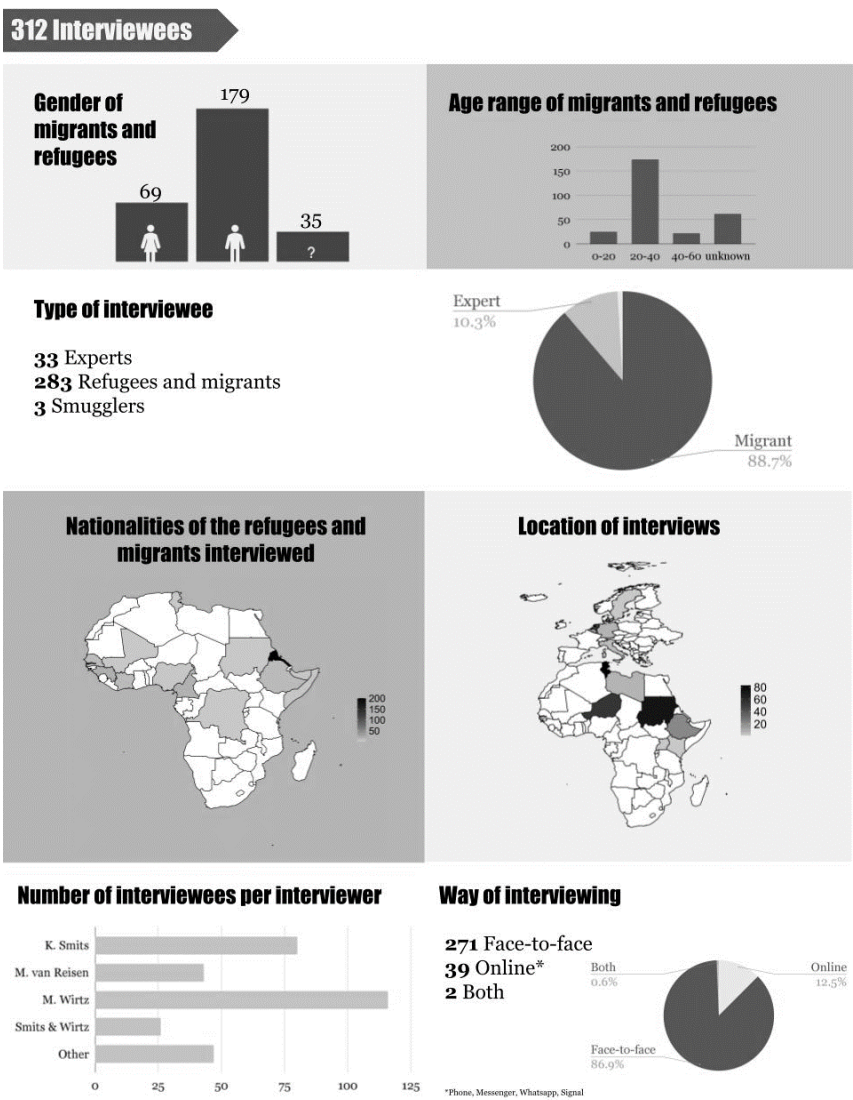 312 Interviewees
Gender of
migrants and
refugees
69
179
35
?
Age range of migrants and refugees
200
150
100
50
0
0-20 20-40 40-60 unknown
Type of interviewee
33 Experts
283 Refugees and migrants
3 Smugglers
Expert
10.3%
Migrant
88.7%
Nationalities of the refugees and
migrants interviewed
200
150
100
50
Location of interviews
80
60
40
20
Number of interviewees per interviewer
K. Smits
M. van Reisen
M. Wirtz
Smits & Wirtz
Other
0 25 50 75 100 125
Way of interviewing
271 Face-to-face
39 Online*
2 Both
Both
0.6%
Online
12.5%
Face-to-face
86.9%
*Phone, Messenger, Whatsapp, Signal